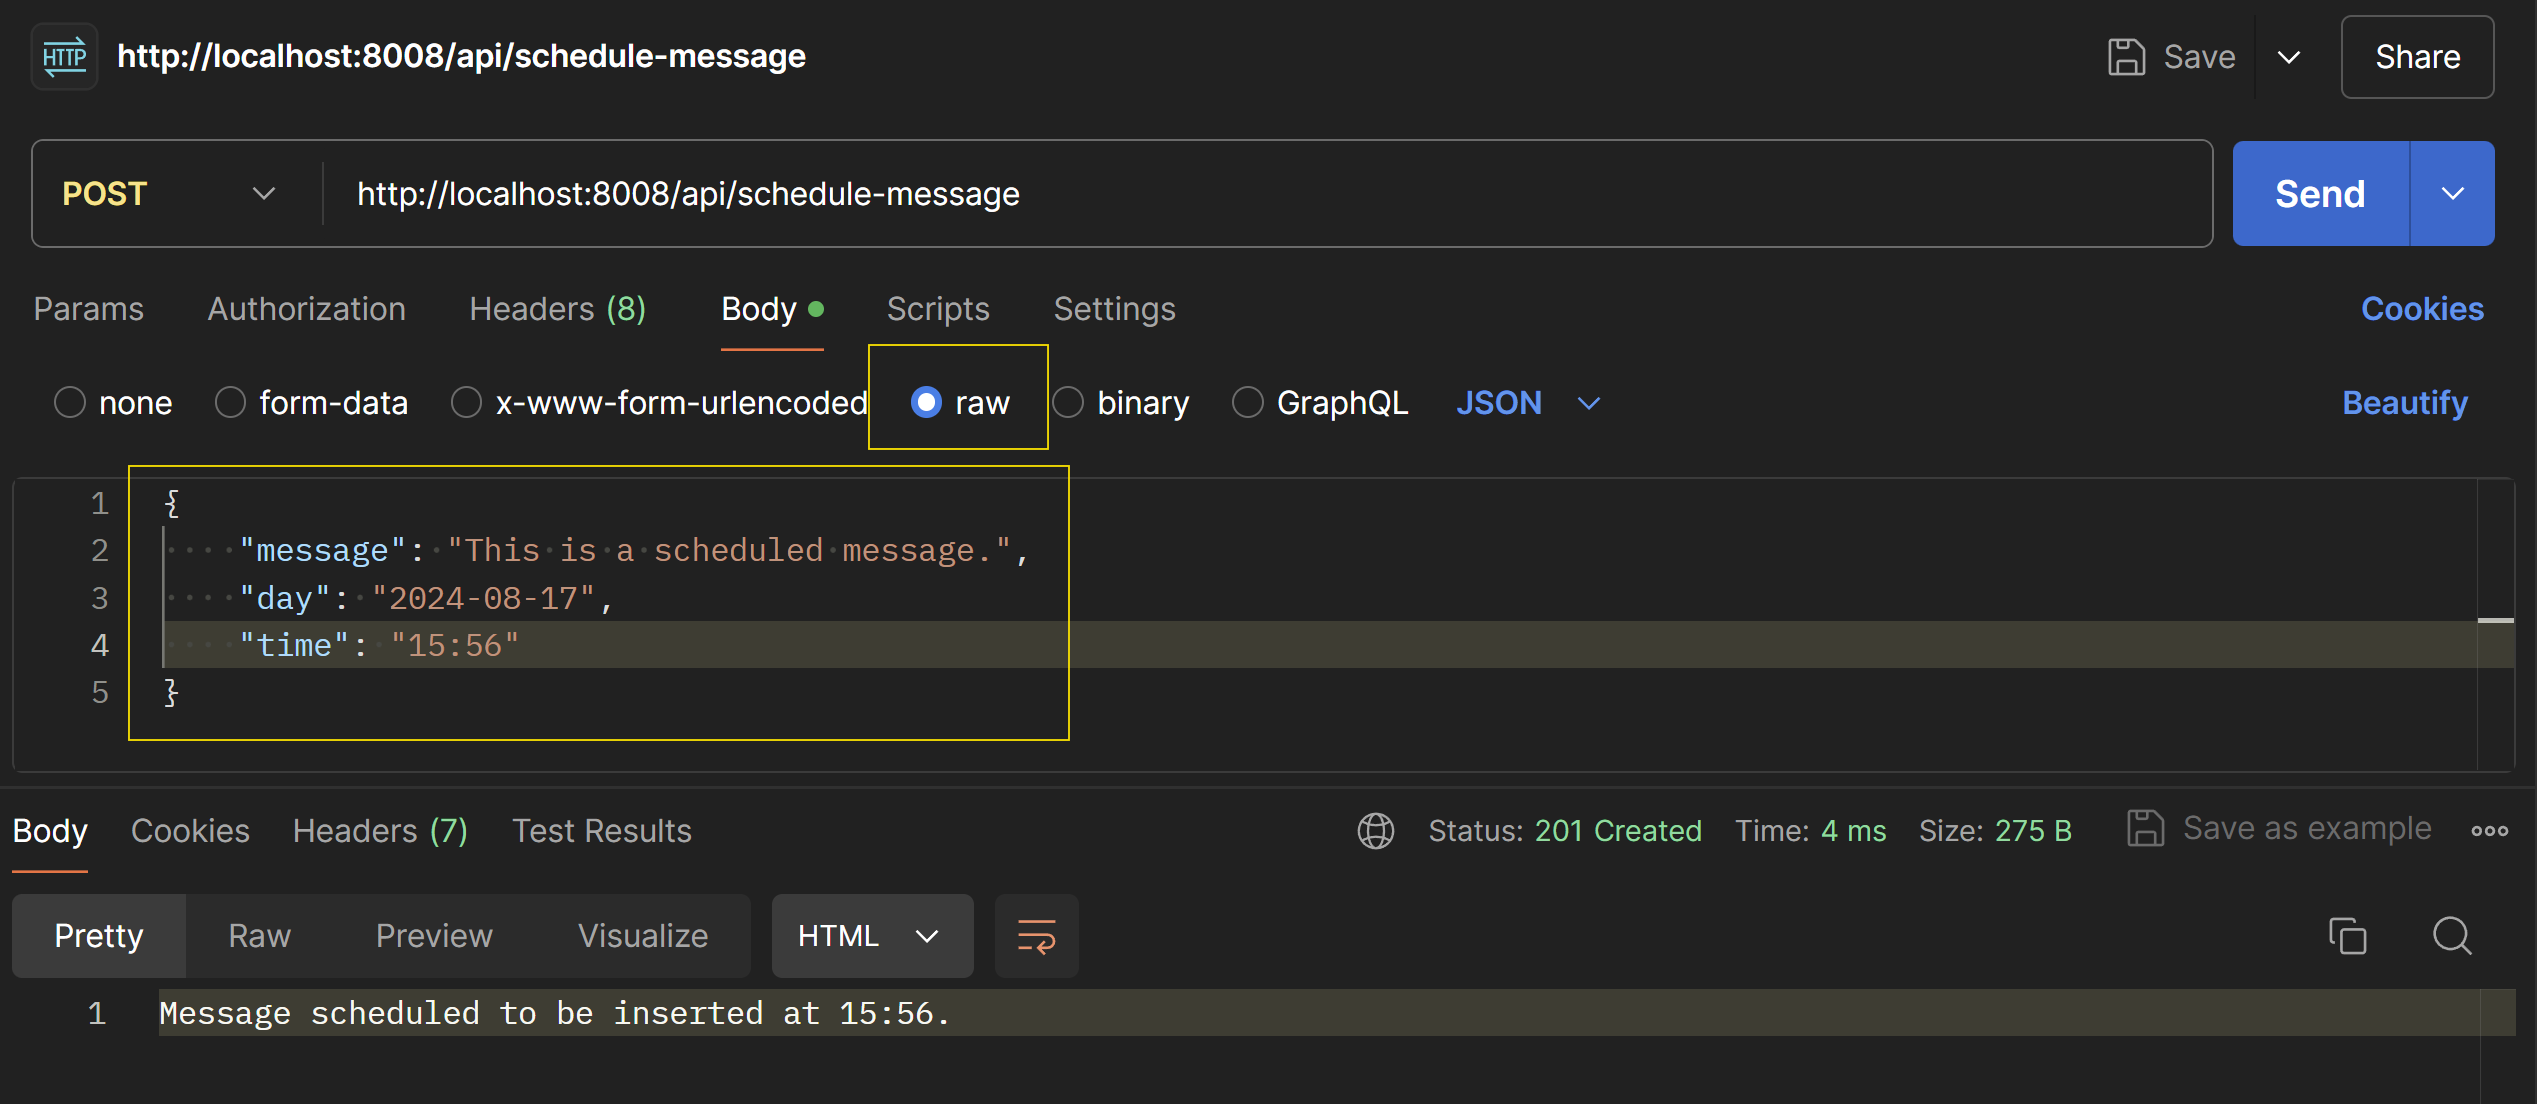 HTTP http://localhost:8008/api/schedule-message Save Share
POST http://localhost:8008/api/schedule-message Send
Params Authorization Headers (8) Body Scripts Settings Cookies
none form-data x-www-form-urlencoded raw binary GraphQL JSON Beautify
1 {
2 "message": "This is a scheduled message.",
3 "day": "2024-08-17",
4 "time": "15:56"
5 }
Body Cookies Headers (7) Test Results Status: 201 Created Time: 4 ms Size: 275 B Save as example
Pretty Raw Preview Visualize HTML
1 Message scheduled to be inserted at 15:56.